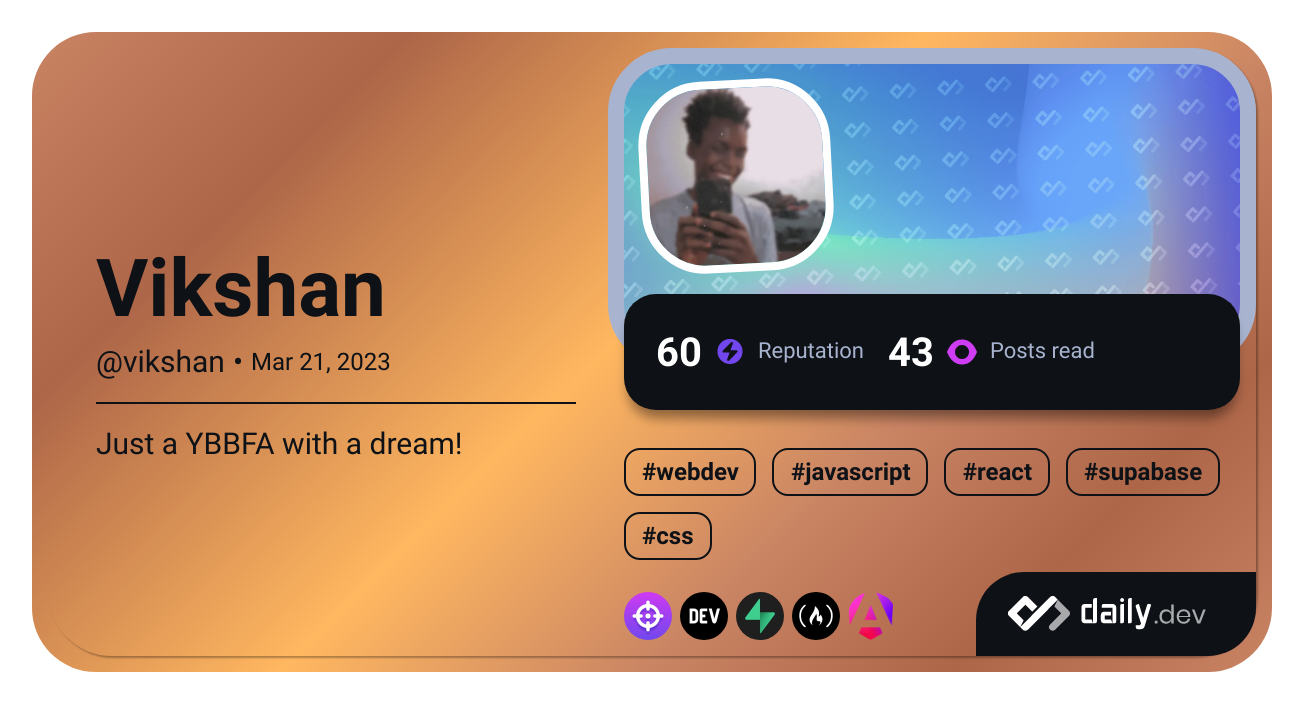 Vikshan
@vikshan • Mar 21, 2023
Just a YBBFA with a dream!
60 Reputation 43 Posts read
#webdev #javascript #react #supabase
#css
DEV
daily.dev